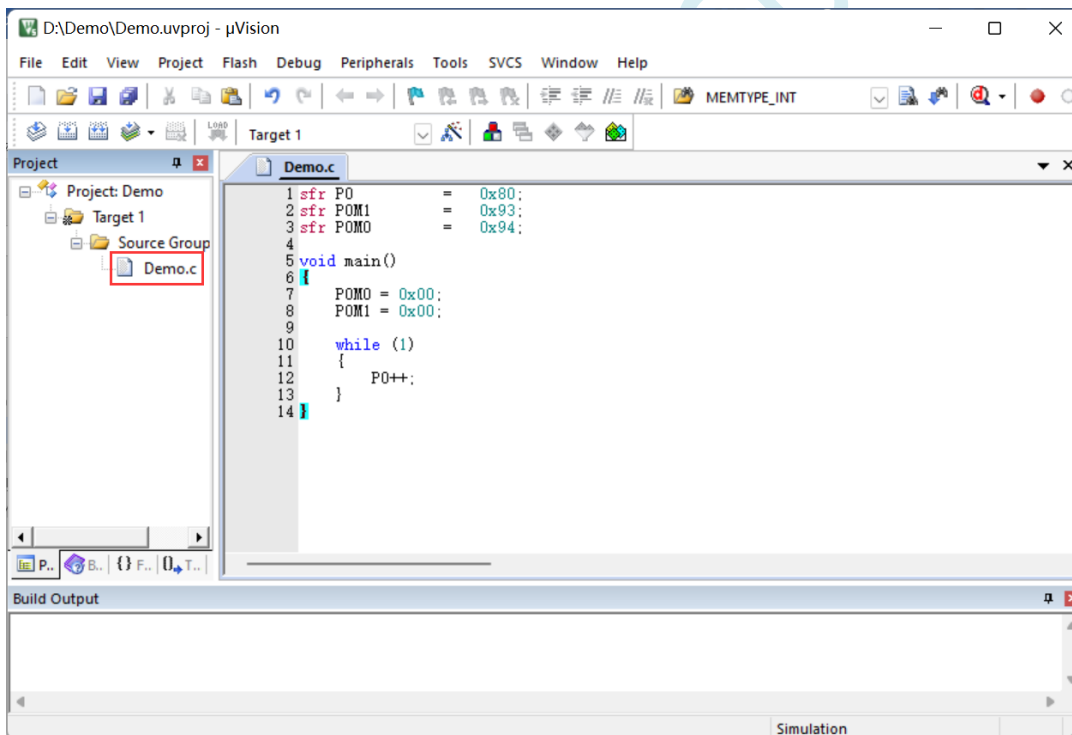 D:\Demo\Demo.uvproj - µVision
File Edit View Project Flash Debug Peripherals Tools SVCS Window Help
MEMTYPE_INT
LOAD Target 1
Project
Demo.c
Project: Demo
Target 1
Source Group
Demo.c
1 sfr P0 = 0x80;
2 sfr P0M1 = 0x93;
3 sfr P0M0 = 0x94;
4
5 void main()
6 {
7 P0M0 = 0x00;
8 P0M1 = 0x00;
9
10 while (1)
11 {
12 P0++;
13 }
14 }
P.. B.. {} F.. 0 T..
Build Output
Simulation